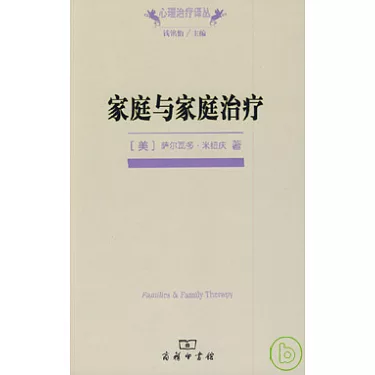 心理治疗译丛
钱铭怡 / 主编
家庭与家庭治疗
[美] 萨尔瓦多·米纽庆 著
Families & Family Therapy
商务印书馆
b